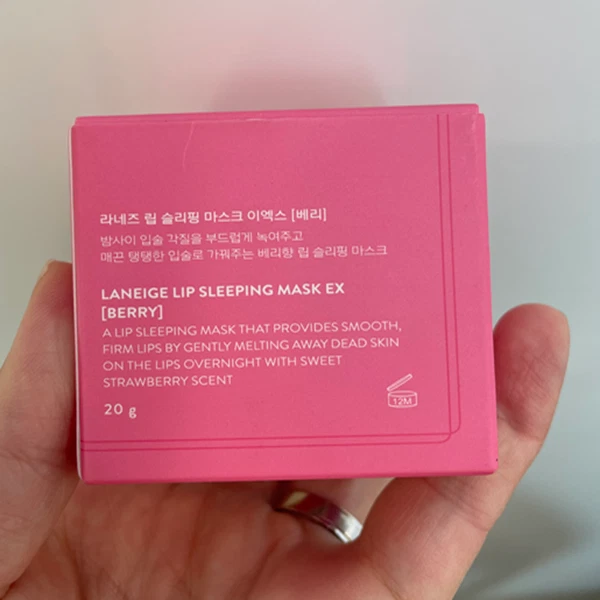 라네즈 립 슬리핑 마스크 이엑스 [베리]
밤사이 입술 각질을 부드럽게 녹여주고
매끈 탱탱한 입술로 가꿔주는 베리향 립 슬리핑 마스크
LANEIGE LIP SLEEPING MASK EX
[BERRY]
A LIP SLEEPING MASK THAT PROVIDES SMOOTH,
FIRM LIPS BY GENTLY MELTING AWAY DEAD SKIN
ON THE LIPS OVERNIGHT WITH SWEET
STRAWBERRY SCENT
20 g
12M